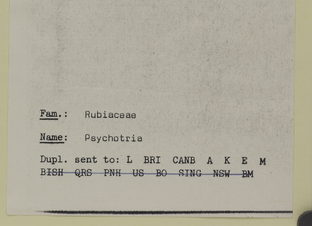 Fam.: Rubiaceae
Name: Psychotria
Dupl. sent to: L BRI CANB A K E M
BISH QRS PNH US BO SING NSW BM